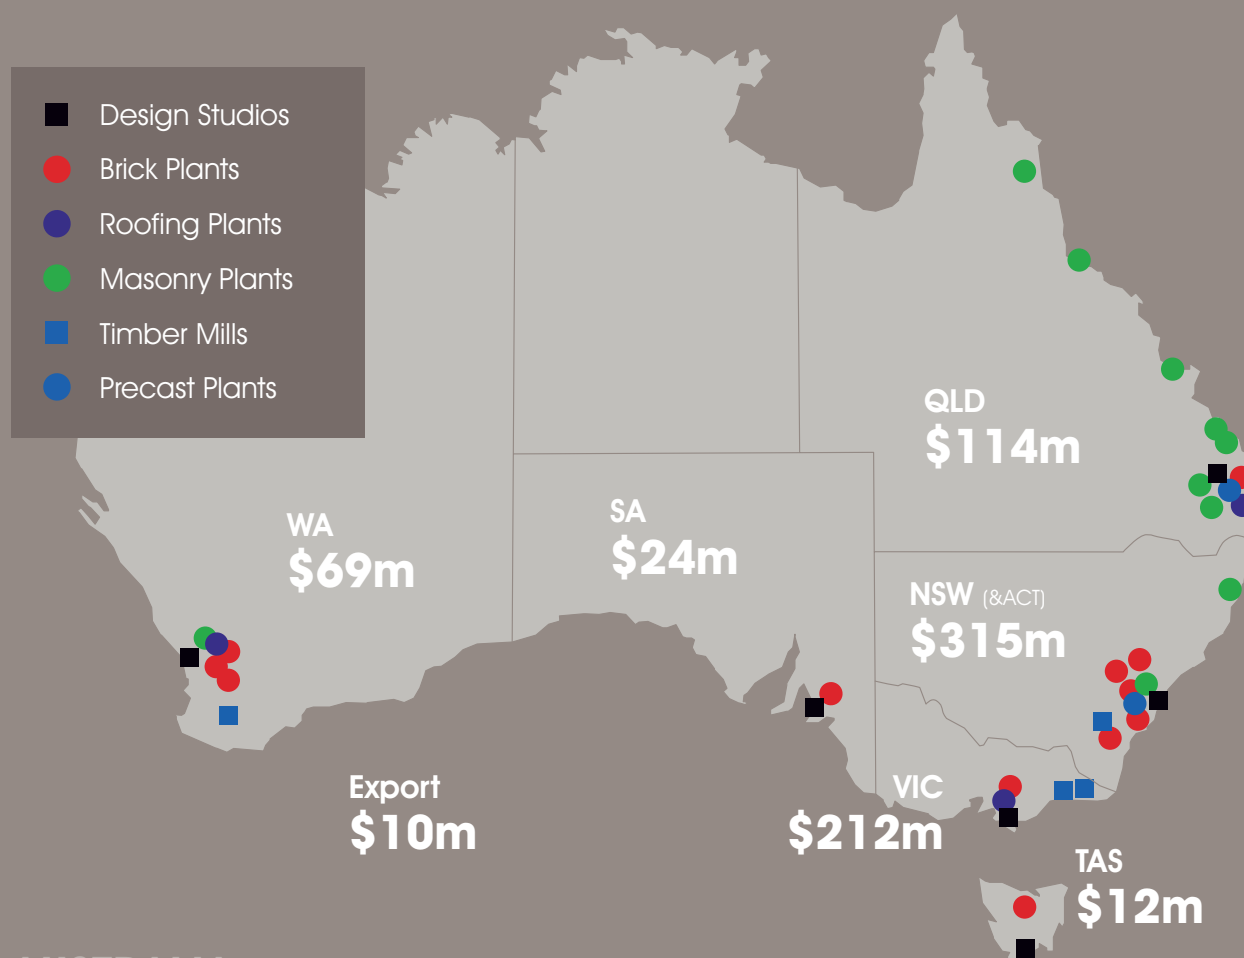 Design Studios
Brick Plants
Roofing Plants
Masonry Plants
Timber Mills
Precast Plants
QLD
$114m
WA
$69m
SA
$24m
NSW (&ACT)
$315m
Export
$10m
VIC
$212m
TAS
$12m